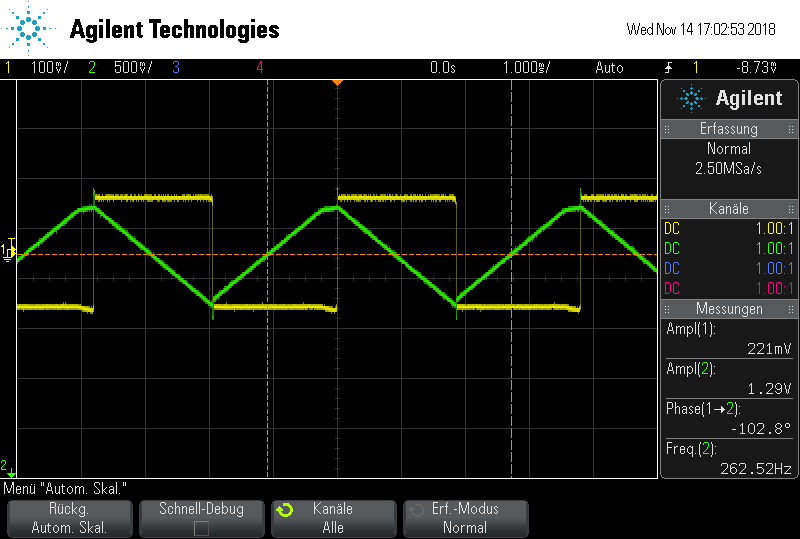 Agilent Technologies
Wed Nov 14 17:02:53 2018
1 100mV/ 2 500mV/ 3 4 0.0s 1.000ms/ Auto 1 -8.73mV
Agilent
Erfassung
Normal
2.50MSa/s
Kanäle
DC 1.00:1
DC 1.00:1
DC 1.00:1
DC 1.00:1
Messungen
Ampl(1):
221mV
Ampl(2):
1.29V
Phase(1→2):
-102.8°
Freq.(2):
262.52Hz
1
2
Menü "Autom. Skal."
Rückg.
Autom. Skal.
Schnell-Debug
Kanäle
Alle
Erf.-Modus
Normal